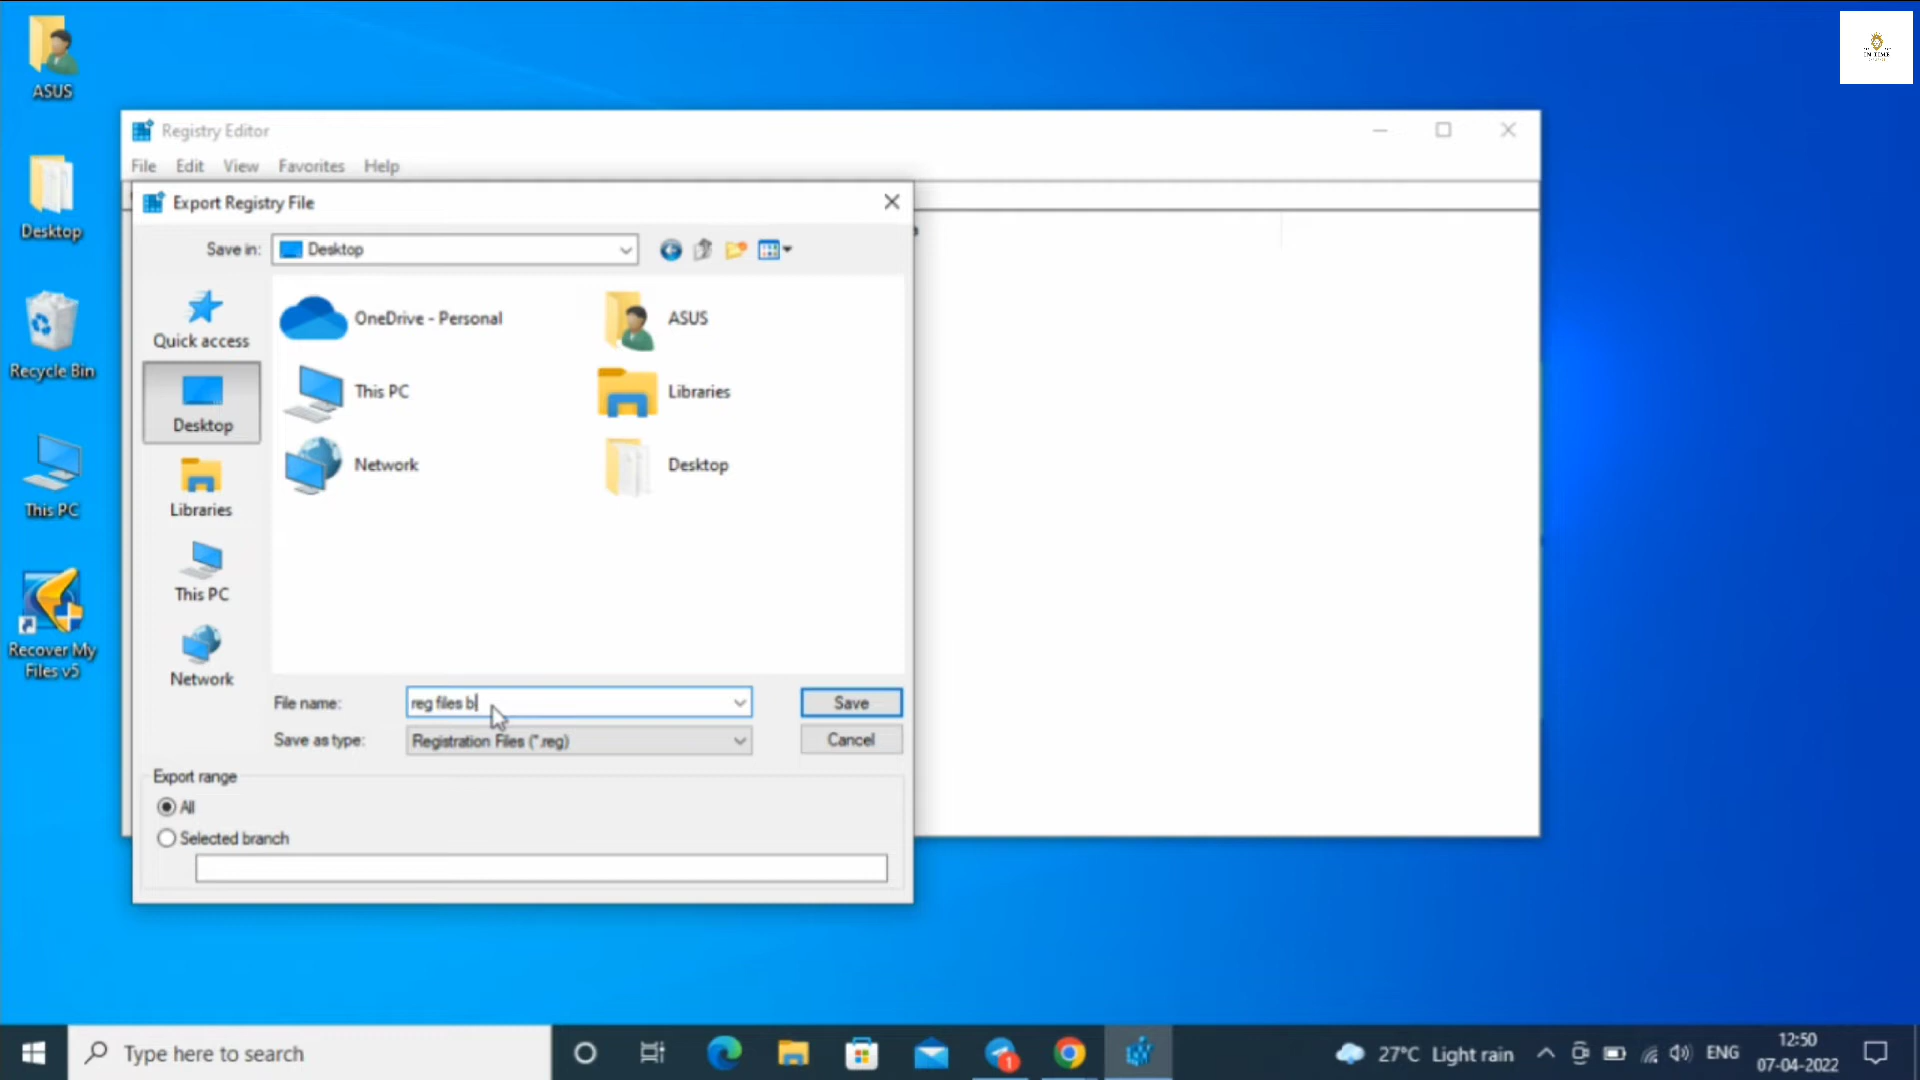 ASUS
Desktop
Recycle Bin
This PC
Recover My
Files v5
IN TIME
Registry Editor
File Edit View Favorites Help
Export Registry File
Save in: Desktop
Quick access
Desktop
Libraries
This PC
Network
OneDrive - Personal
ASUS
This PC
Libraries
Network
Desktop
File name: reg files b
Save
Save as type: Registration Files (*.reg)
Cancel
Export range
All
Selected branch
Type here to search
1
27°C Light rain
ENG
12:50
07-04-2022